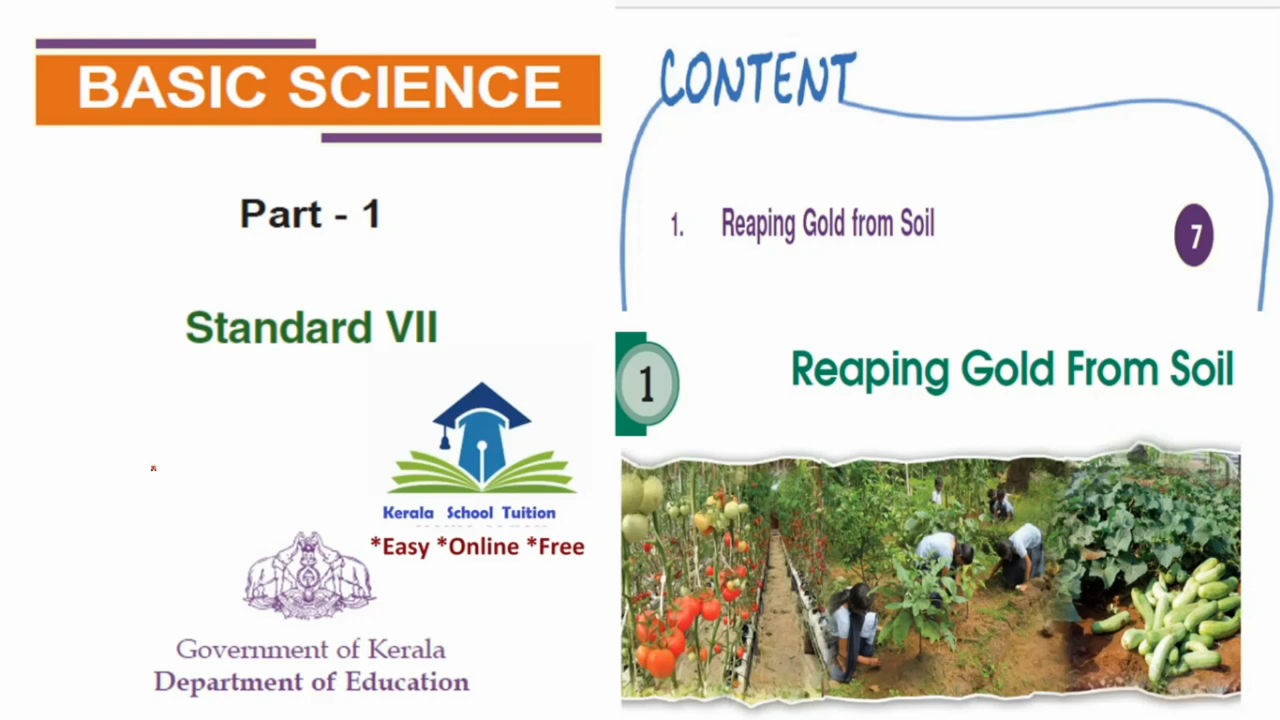 BASIC SCIENCE
Part - 1
Standard VII
Kerala School Tuition
*Easy *Online *Free
Government of Kerala
Department of Education
CONTENT
1. Reaping Gold from Soil 7
1 Reaping Gold From Soil